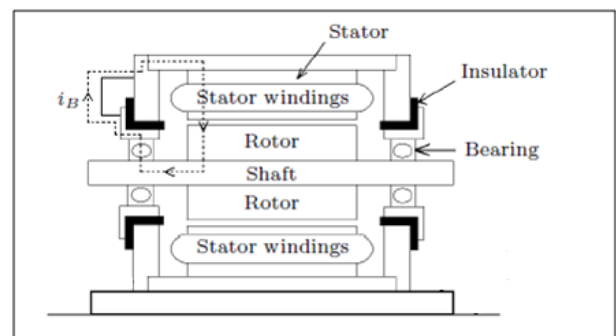 Stator
Insulator
i_B
Stator windings
Rotor
Bearing
Shaft
Rotor
Stator windings